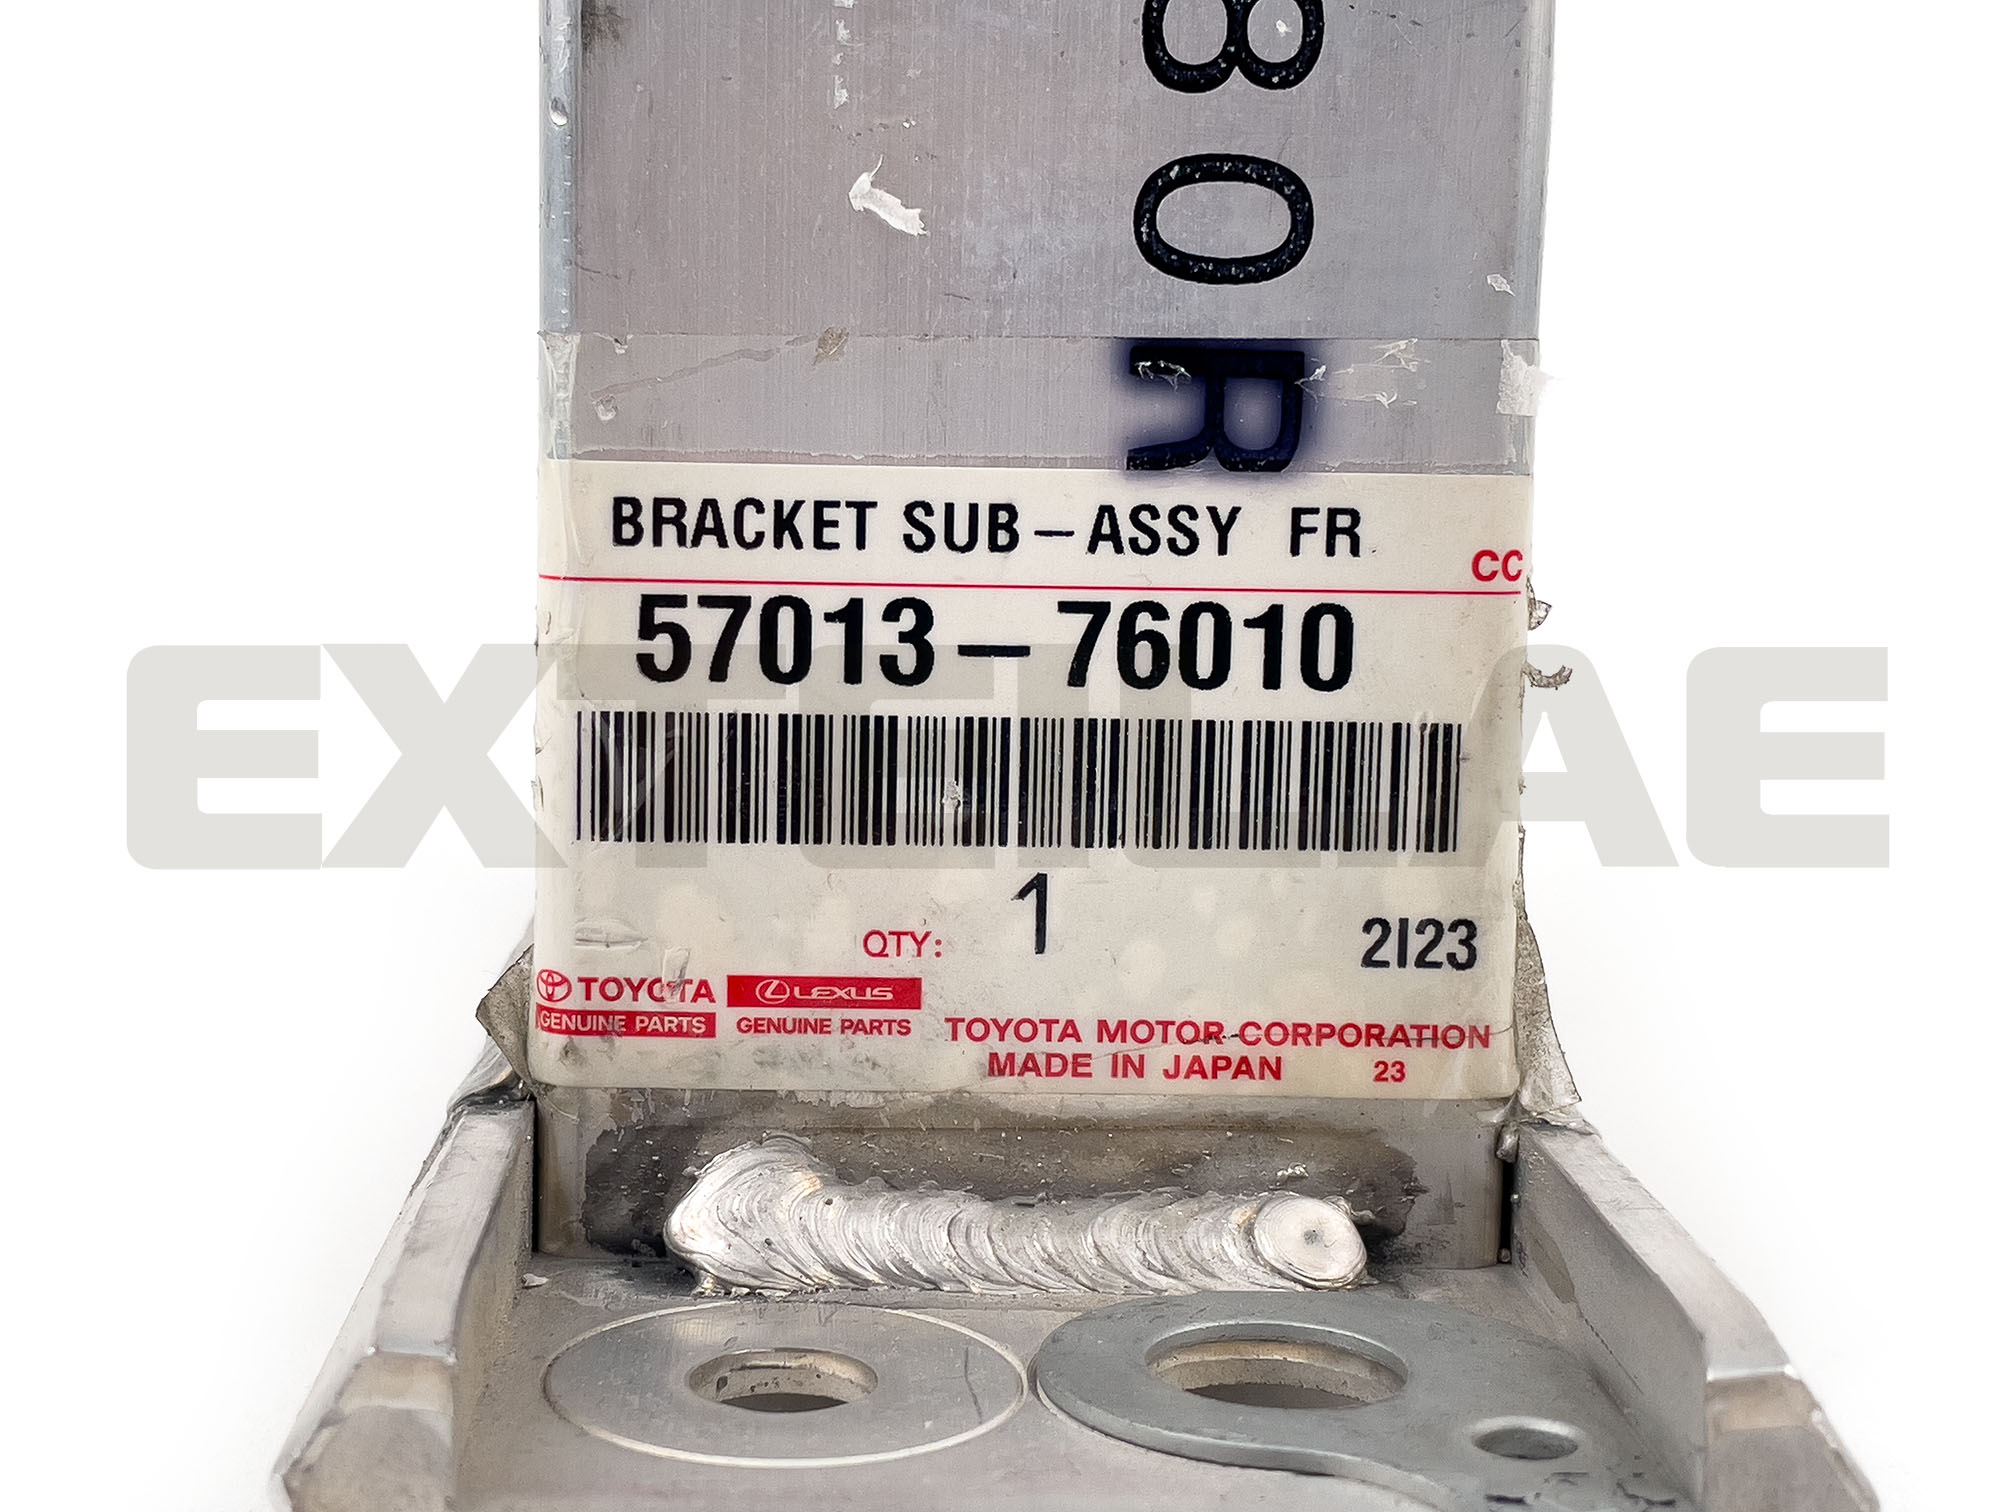 80R
BRACKET SUB-ASSY FR
CC
57013-76010
1
QTY:
2I23
TOYOTA
GENUINE PARTS
LEXUS
GENUINE PARTS
TOYOTA MOTOR CORPORATION
MADE IN JAPAN 23